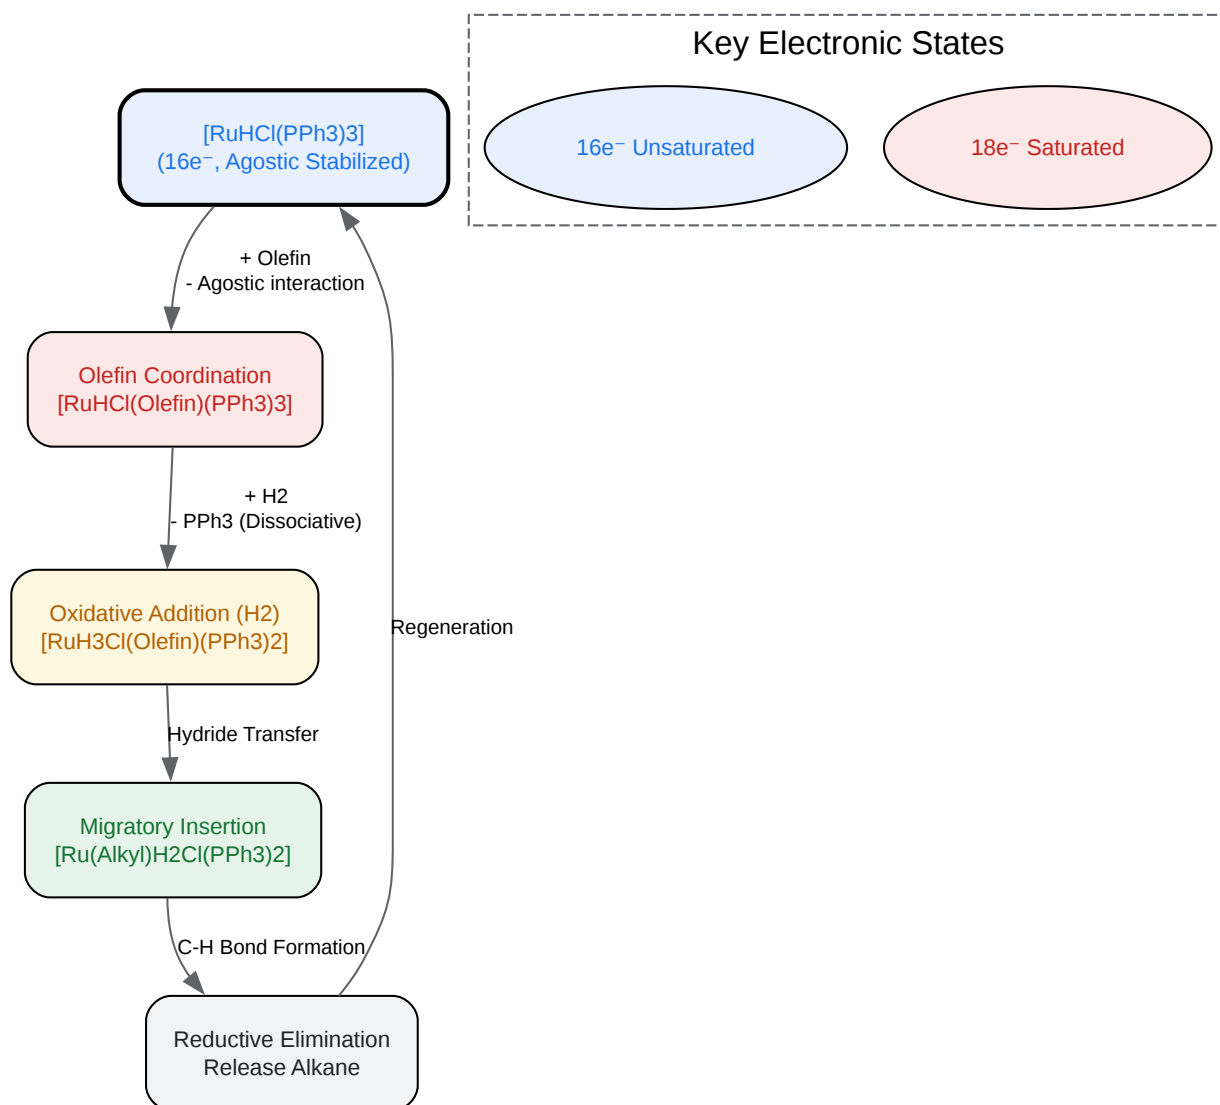 Key Electronic States
[RuHCl(PPh3)3]
(16e⁻, Agostic Stabilized)
16e⁻ Unsaturated
18e⁻ Saturated
+ Olefin
- Agostic interaction
Olefin Coordination
[RuHCl(Olefin)(PPh3)3]
+ H2
- PPh3 (Dissociative)
Oxidative Addition (H2)
[RuH3Cl(Olefin)(PPh3)2]
Regeneration
Hydride Transfer
Migratory Insertion
[Ru(Alkyl)H2Cl(PPh3)2]
C-H Bond Formation
Reductive Elimination
Release Alkane